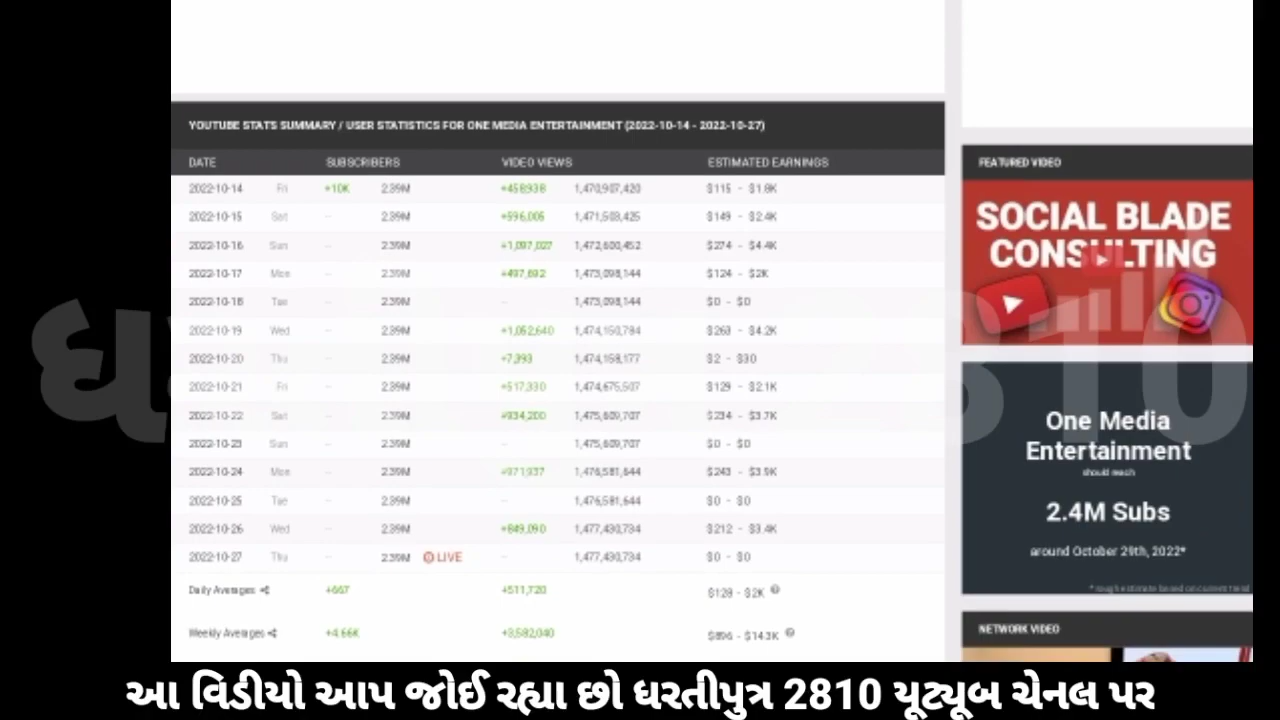 YOUTUBE STATS SUMMARY / USER STATISTICS FOR ONE MEDIA ENTERTAINMENT (2022-10-14 - 2022-10-27)
DATE SUBSCRIBERS VIDEO VIEWS ESTIMATED EARNINGS
2022-10-14 Fri +10K 2.39M +458,938 1,470,907,420 $115 - $1.8K
2022-10-15 Sat -- 2.39M +596,005 1,471,503,425 $149 - $2.4K
2022-10-16 Sun -- 2.39M +1,097,027 1,472,600,452 $274 - $4.4K
2022-10-17 Mon -- 2.39M +497,692 1,473,098,144 $124 - $2K
2022-10-18 Tue -- 2.39M -- 1,473,098,144 $0 - $0
2022-10-19 Wed -- 2.39M +1,052,640 1,474,150,784 $263 - $4.2K
2022-10-20 Thu -- 2.39M +7,393 1,474,158,177 $2 - $30
2022-10-21 Fri -- 2.39M +517,330 1,474,675,507 $129 - $2.1K
2022-10-22 Sat -- 2.39M +934,200 1,475,609,707 $234 - $3.7K
2022-10-23 Sun -- 2.39M -- 1,475,609,707 $0 - $0
2022-10-24 Mon -- 2.39M +971,937 1,476,581,644 $243 - $3.9K
2022-10-25 Tue -- 2.39M -- 1,476,581,644 $0 - $0
2022-10-26 Wed -- 2.39M +849,090 1,477,430,734 $212 - $3.4K
2022-10-27 Thu -- 2.39M LIVE -- 1,477,430,734 $0 - $0
Daily Averages +667 +511,720 $128 - $2K
Weekly Averages +4.66K +3,582,040 $896 - $14.3K
FEATURED VIDEO
SOCIAL BLADE
CONSULTING
One Media
Entertainment
should reach
2.4M Subs
around October 29th, 2022*
* rough estimate based on current trend
NETWORK VIDEO
આ વિડીયો આપ જોઈ રહ્યા છો ધરતીપુત્ર 2810 યૂટ્યૂબ ચેનલ પર